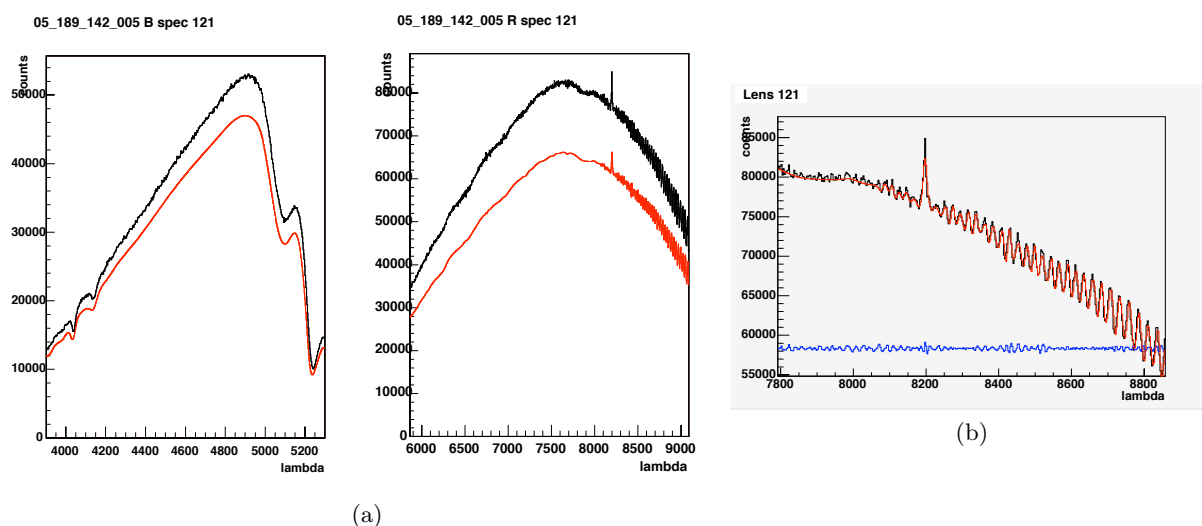 05_189_142_005 B spec 121
counts
50000
40000
30000
20000
10000
0
4000 4200 4400 4600 4800 5000 5200
lambda
05_189_142_005 R spec 121
counts
80000
70000
60000
50000
40000
30000
20000
10000
0
6000 6500 7000 7500 8000 8500 9000
lambda
(a)
Lens 121
counts
85000
80000
75000
70000
65000
60000
55000
7800 8000 8200 8400 8600 8800
lambda
(b)